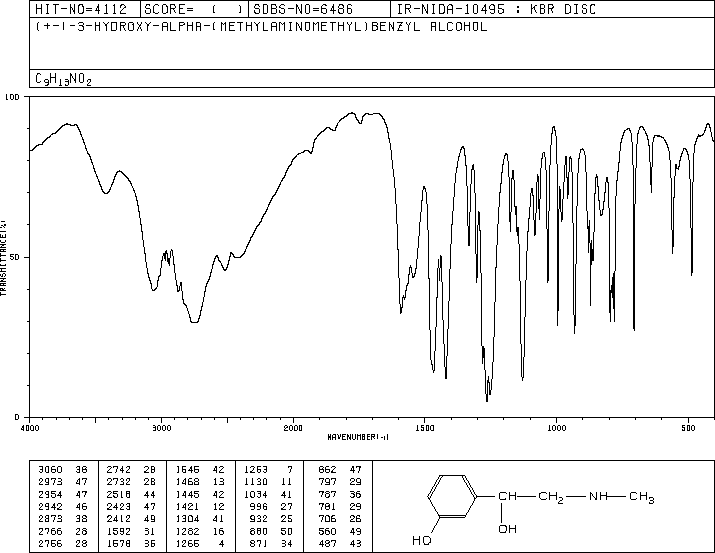 HIT-NO=4112 SCORE= ( ) SDBS-NO=6486 IR-NIDA-10495 : KBR DISC
(+-)-3-HYDROXY-ALPHA-(METHYLAMINOMETHYL)BENZYL ALCOHOL
C9H13NO2
100
50
0
TRANSMITTANCE(%)
4000 3000 2000 1500 1000 500
WAVENUMBER(-1)
3060 38 2742 28 1545 42 1253 7 862 47
2973 47 2732 28 1468 13 1130 11 797 29
2954 47 2518 44 1445 42 1034 41 787 36
2942 46 2423 47 1421 12 996 27 781 29
2873 38 2412 49 1304 41 932 25 706 26
2766 28 1592 31 1282 16 880 50 560 49
2756 28 1578 35 1265 4 871 34 487 43
CH CH2 NH CH3
OH
HO